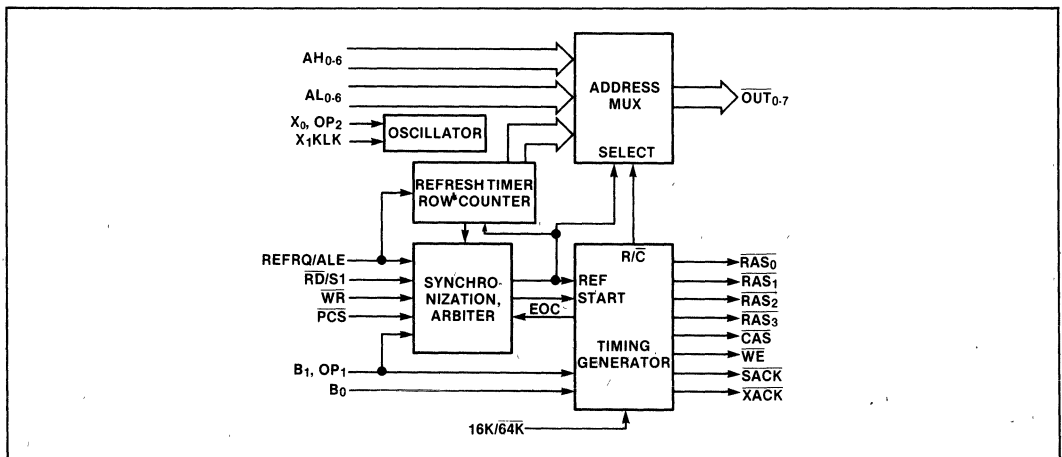 AH0-6
AL0-6
X0, OP2
X1KLK
OSCILLATOR
ADDRESS
MUX
SELECT
OUT0-7
REFRESH TIMER
ROW COUNTER
REFRQ/ALE
RD/S1
WR
PCS
SYNCHRO-
NIZATION,
ARBITER
R/C
REF
START
EOC
TIMING
GENERATOR
RAS0
RAS1
RAS2
RAS3
CAS
WE
SACK
XACK
B1, OP1
B0
16K/64K